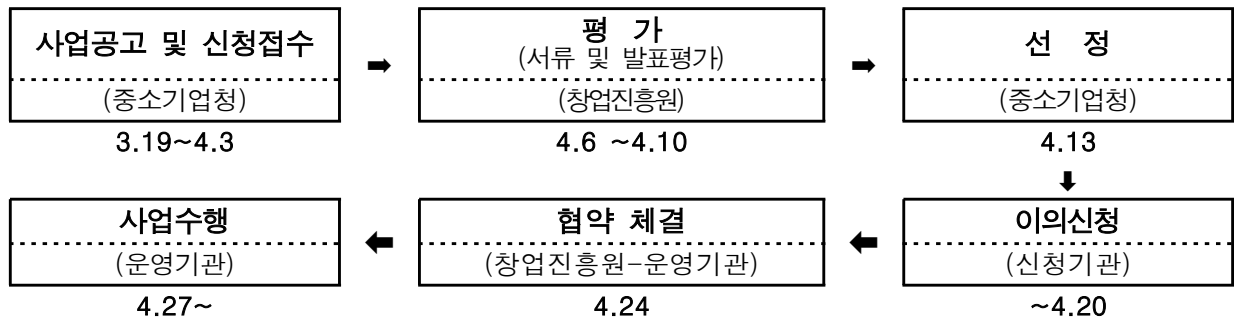 사업공고 및 신청접수
(중소기업청)
3.19~4.3
➡
평 가
(서류 및 발표평가)
(창업진흥원)
4.6 ~4.10
➡
선 정
(중소기업청)
4.13
⬇
이의신청
(신청기관)
~4.20
⬅
협약 체결
(창업진흥원-운영기관)
4.24
⬅
사업수행
(운영기관)
4.27~